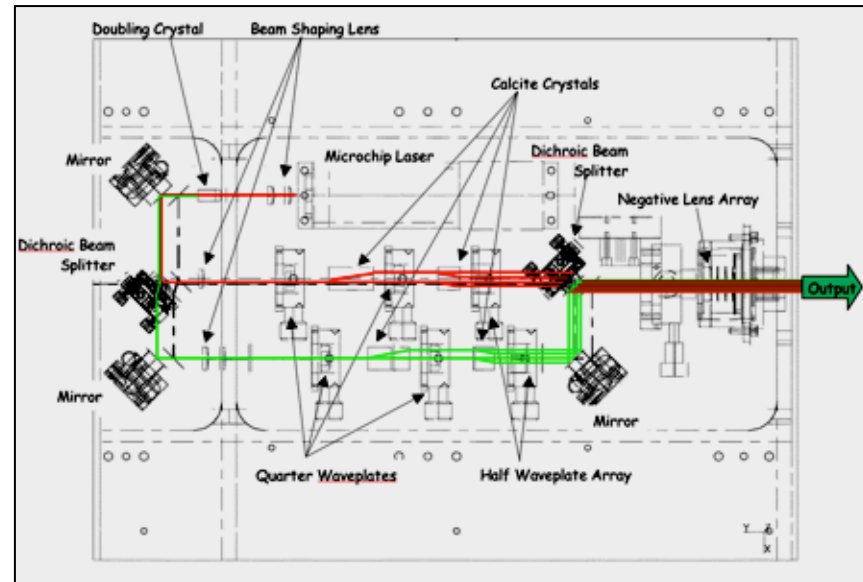 Doubling Crystal
Beam Shaping Lens
Calcite Crystals
Mirror
Microchip Laser
Dichroic Beam
Splitter
Negative Lens Array
Dichroic Beam
Splitter
Output
Mirror
Mirror
Quarter Waveplates
Half Waveplate Array
Y
Z
X